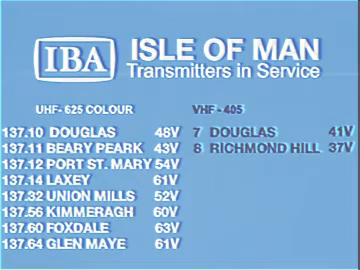 IBA ISLE OF MAN
Transmitters in Service
UHF- 625 COLOUR VHF - 405
137.10 DOUGLAS 48V 7 DOUGLAS 41V
137.11 BEARY PEARK 43V 8 RICHMOND HILL 37V
137.12 PORT ST. MARY 54V
137.14 LAXEY 61V
137.32 UNION MILLS 52V
137.56 KIMMERAGH 60V
137.60 FOXDALE 63V
137.64 GLEN MAYE 61V